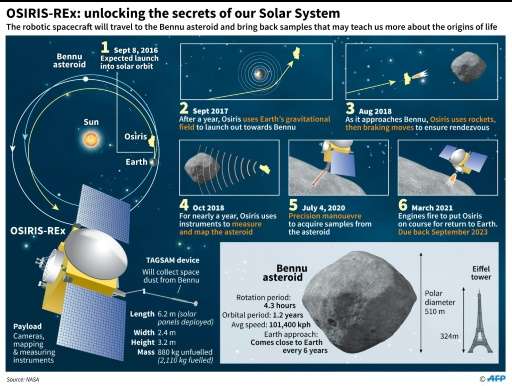 OSIRIS-REx: unlocking the secrets of our Solar System
The robotic spacecraft will travel to the Bennu asteroid and bring back samples that may teach us more about the origins of life
1 Sept 8, 2016
Expected launch
into solar orbit
Bennu
asteroid
Sun
Osiris
Earth
2 Sept 2017
After a year, Osiris uses Earth's gravitational
field to launch out towards Bennu
3 Aug 2018
As it approaches Bennu, Osiris uses rockets,
then braking moves to ensure rendezvous
4 Oct 2018
For nearly a year, Osiris uses
instruments to measure
and map the asteroid
5 July 4, 2020
Precision manouevre
to acquire samples from
the asteroid
6 March 2021
Engines fire to put Osiris
on course for return to Earth.
Due back September 2023
OSIRIS-REx
TAGSAM device
Will collect space
dust from Bennu
Payload
Cameras,
mapping &
measuring
instruments
Length 6.2 m (solar
panels deployed)
Width 2.4 m
Height 3.2 m
Mass 880 kg unfuelled
(2,110 kg fuelled)
Bennu
asteroid
Rotation period:
4.3 hours
Orbital period: 1.2 years
Avg speed: 101,400 kph
Earth approach:
Comes close to Earth
every 6 years
Polar
diameter
510 m
Eiffel
tower
324m
Source: NASA
© AFP